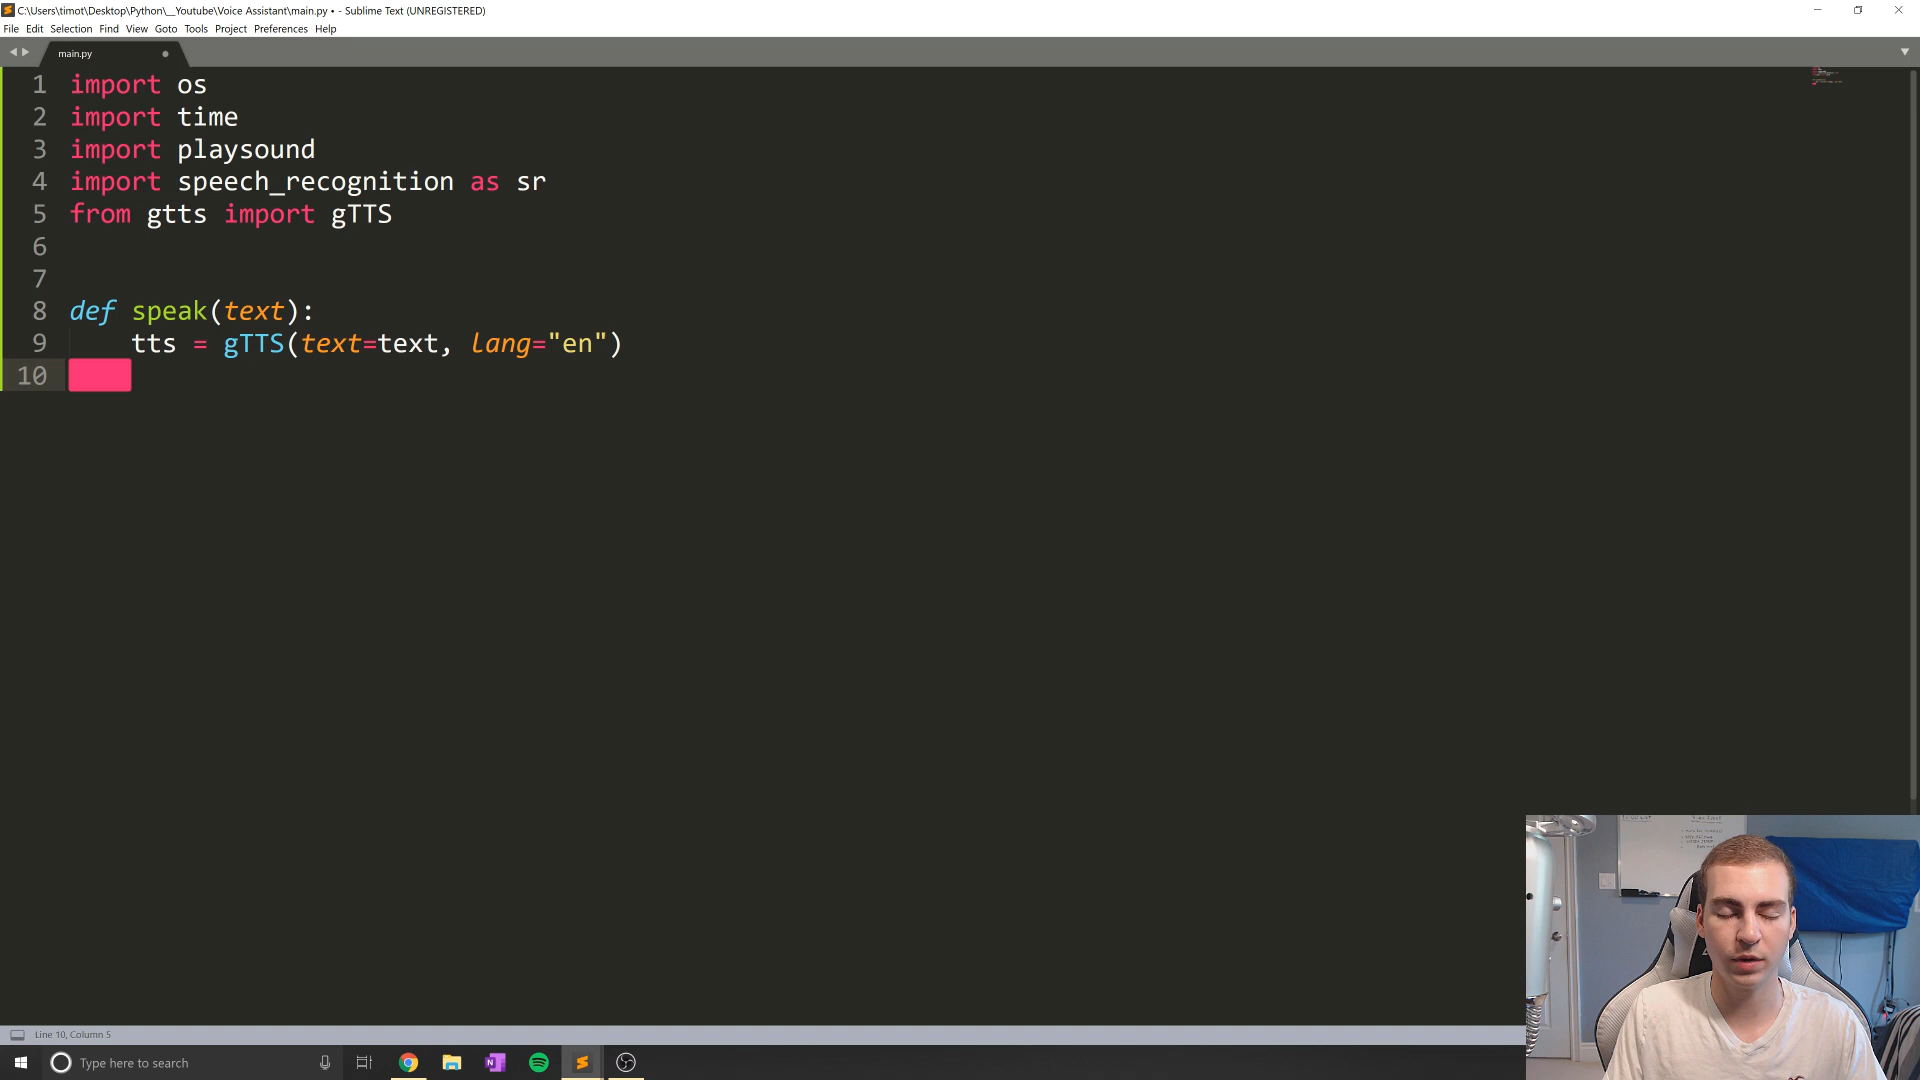 C:\Users\timot\Desktop\Python\__Youtube\Voice Assistant\main.py • - Sublime Text (UNREGISTERED)
File Edit Selection Find View Goto Tools Project Preferences Help
main.py
1 import os
2 import time
3 import playsound
4 import speech_recognition as sr
5 from gtts import gTTS
6
7
8 def speak(text):
9 tts = gTTS(text=text, lang="en")
10
Line 10, Column 5
Type here to search